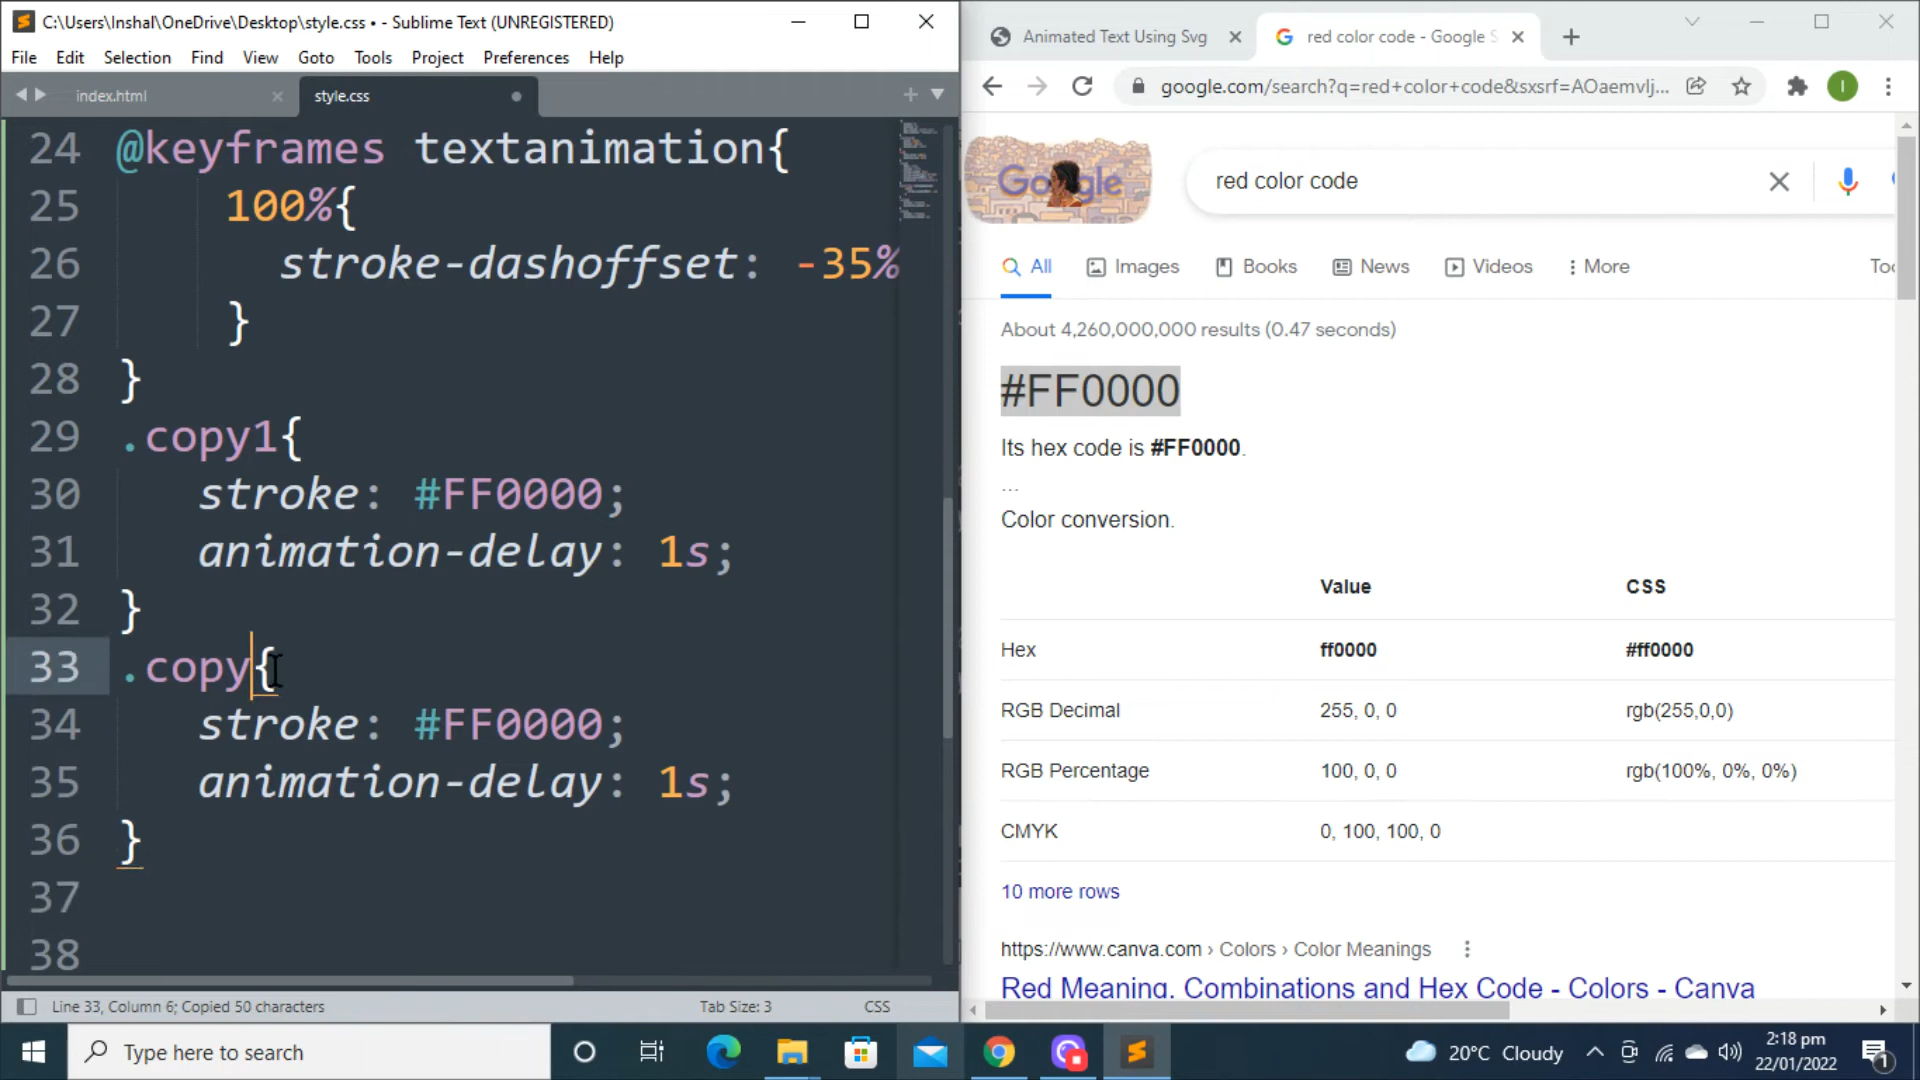 C:\Users\Inshal\OneDrive\Desktop\style.css • - Sublime Text (UNREGISTERED)
File Edit Selection Find View Goto Tools Project Preferences Help
index.html
style.css
24 @keyframes textanimation{
25 100%{
26 stroke-dashoffset: -35%
27 }
28 }
29 .copy1{
30 stroke: #FF0000;
31 animation-delay: 1s;
32 }
33 .copy{
34 stroke: #FF0000;
35 animation-delay: 1s;
36 }
37
38
Line 33, Column 6; Copied 50 characters
Tab Size: 3
CSS
Animated Text Using Svg
red color code - Google S
google.com/search?q=red+color+code&sxsrf=AOaemvlj...
I
Google
red color code
All Images Books News Videos More
About 4,260,000,000 results (0.47 seconds)
#FF0000
Its hex code is #FF0000.
...
Color conversion.
Value CSS
Hex ff0000 #ff0000
RGB Decimal 255, 0, 0 rgb(255,0,0)
RGB Percentage 100, 0, 0 rgb(100%, 0%, 0%)
CMYK 0, 100, 100, 0
10 more rows
https://www.canva.com › Colors › Color Meanings
Red Meaning, Combinations and Hex Code - Colors - Canva
Type here to search
20°C Cloudy
2:18 pm
22/01/2022
1